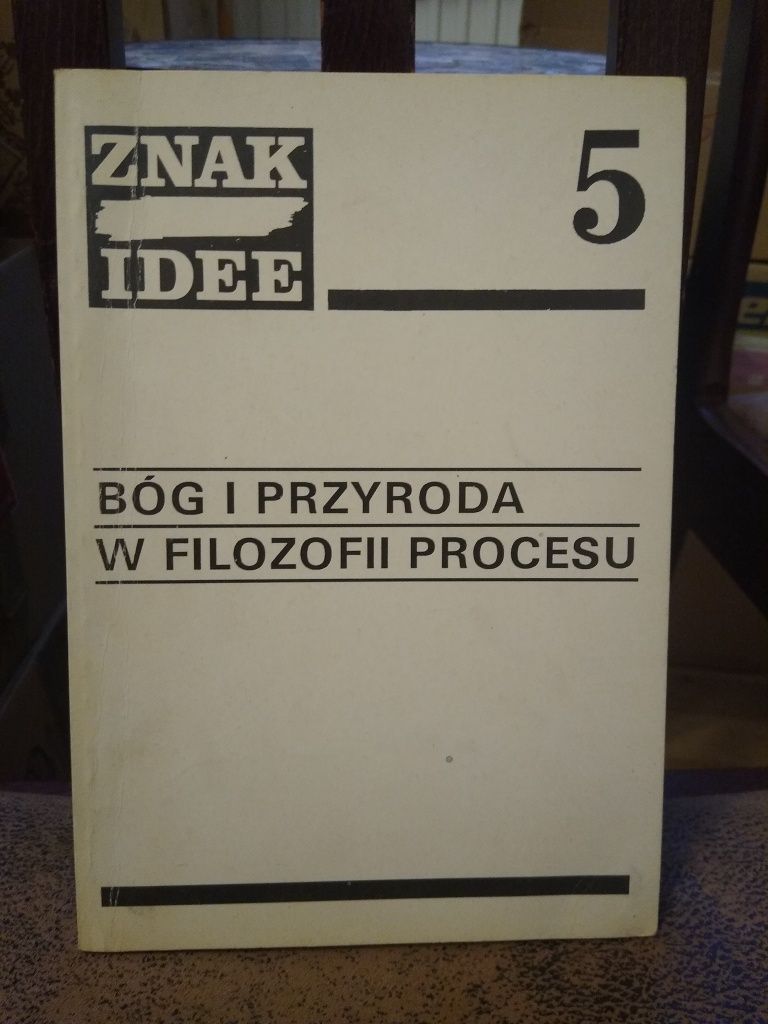 ZNAK
IDEE
5
BÓG I PRZYRODA
W FILOZOFII PROCESU